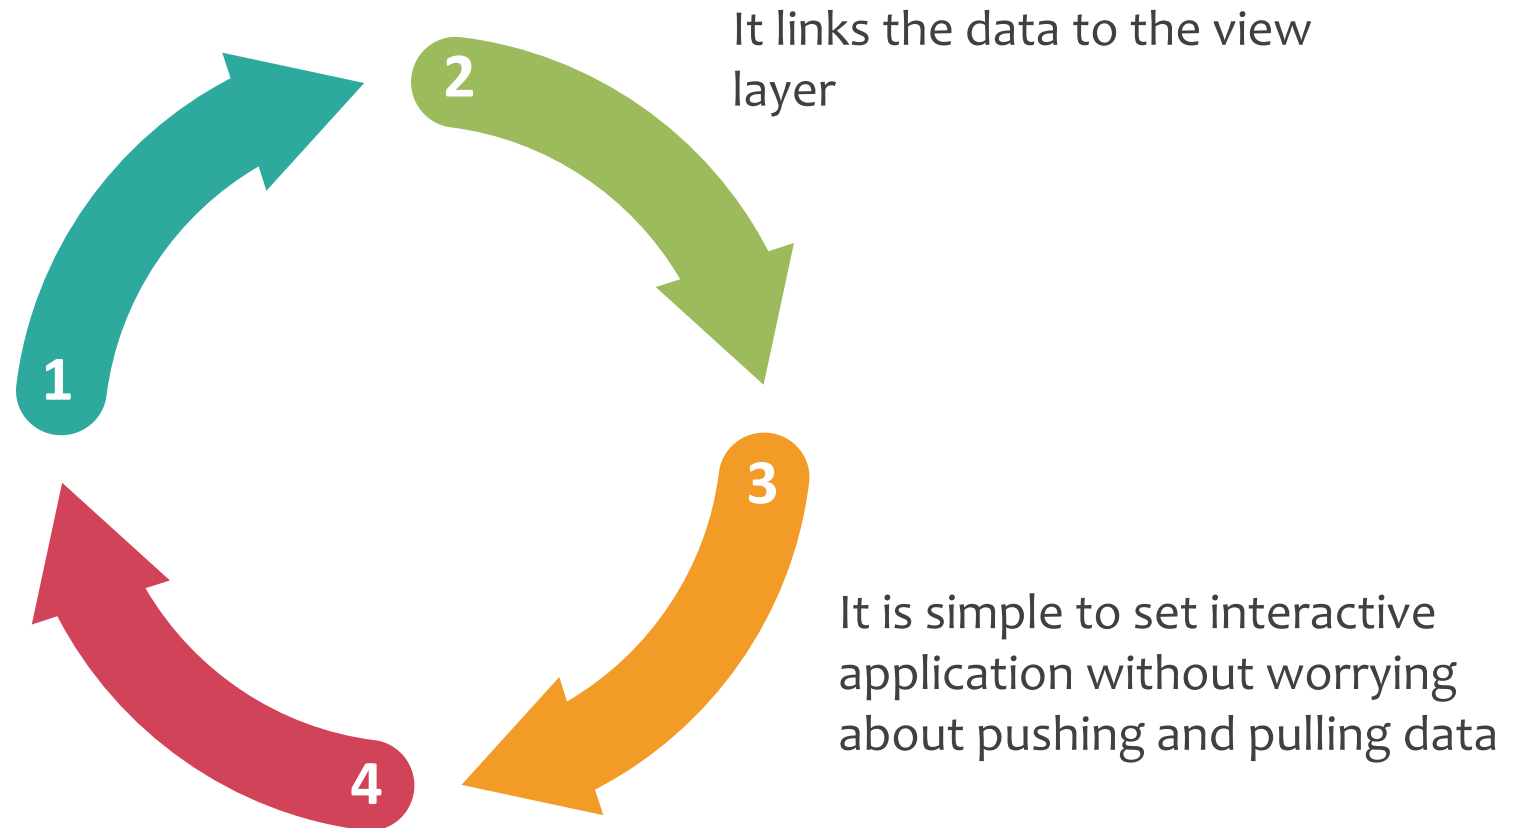 It links the data to the view
layer
2
1
3
It is simple to set interactive
application without worrying
about pushing and pulling data
4